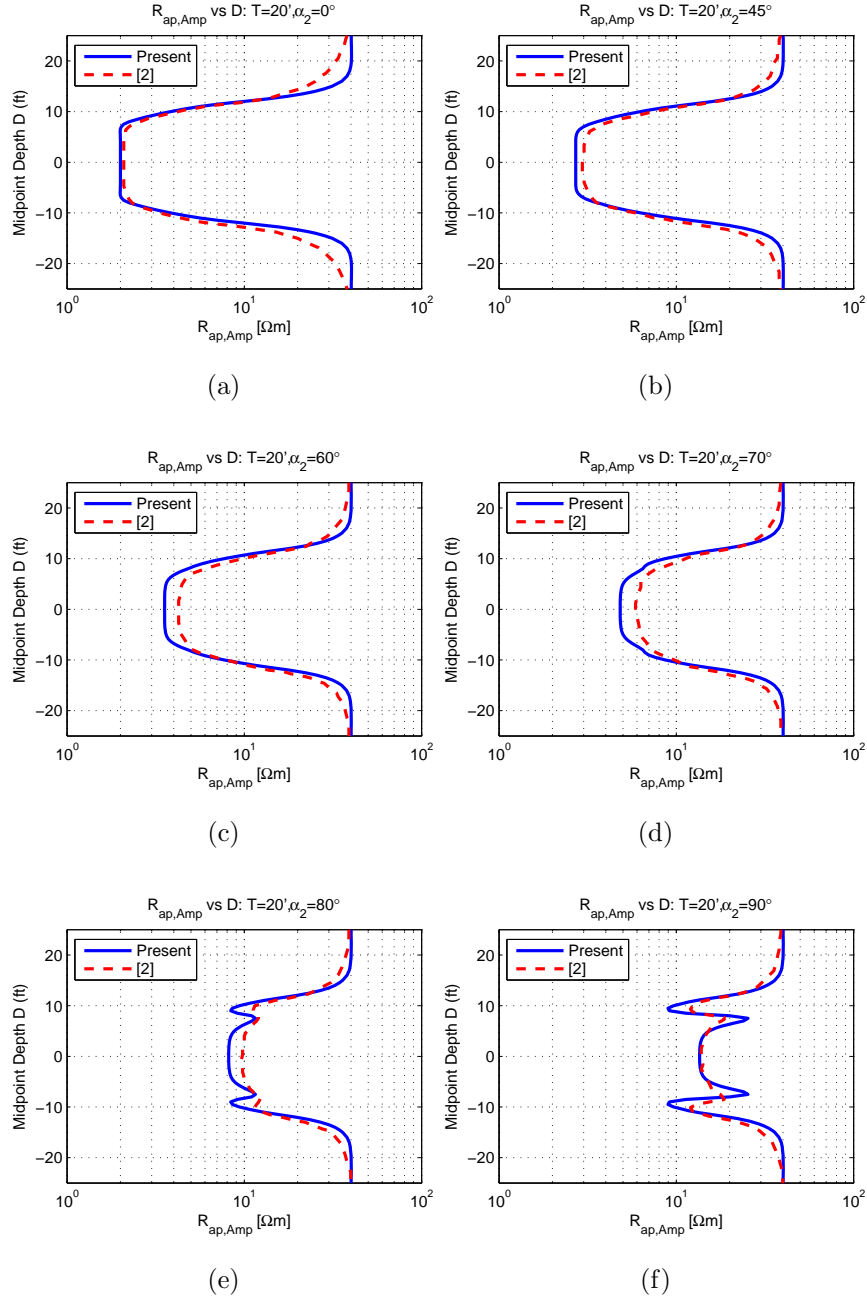 R_ap,Amp vs D: T=20',α_2=0°
Present
[2]
Midpoint Depth D (ft)
20
10
0
−10
−20
10^0
10^1
10^2
R_ap,Amp [Ωm]
(a)
R_ap,Amp vs D: T=20',α_2=45°
Present
[2]
Midpoint Depth D (ft)
20
10
0
−10
−20
10^0
10^1
10^2
R_ap,Amp [Ωm]
(b)
R_ap,Amp vs D: T=20',α_2=60°
Present
[2]
Midpoint Depth D (ft)
20
10
0
−10
−20
10^0
10^1
10^2
R_ap,Amp [Ωm]
(c)
R_ap,Amp vs D: T=20',α_2=70°
Present
[2]
Midpoint Depth D (ft)
20
10
0
−10
−20
10^0
10^1
10^2
R_ap,Amp [Ωm]
(d)
R_ap,Amp vs D: T=20',α_2=80°
Present
[2]
Midpoint Depth D (ft)
20
10
0
−10
−20
10^0
10^1
10^2
R_ap,Amp [Ωm]
(e)
R_ap,Amp vs D: T=20',α_2=90°
Present
[2]
Midpoint Depth D (ft)
20
10
0
−10
−20
10^0
10^1
10^2
R_ap,Amp [Ωm]
(f)